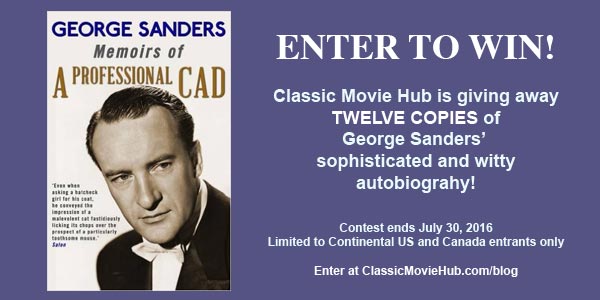 GEORGE SANDERS
Memoirs of
A PROFESSIONAL CAD
'Even when
asking a hatcheck
girl for his coat,
he conveyed the
impression of a
malevolent cat fastidiously
licking its chops over the
prospect of a particularly
toothsome mouse.'
Salon
ENTER TO WIN!
Classic Movie Hub is giving away
TWELVE COPIES of
George Sanders'
sophisticated and witty
autobiograhy!
Contest ends July 30, 2016
Limited to Continental US and Canada entrants only
Enter at ClassicMovieHub.com/blog